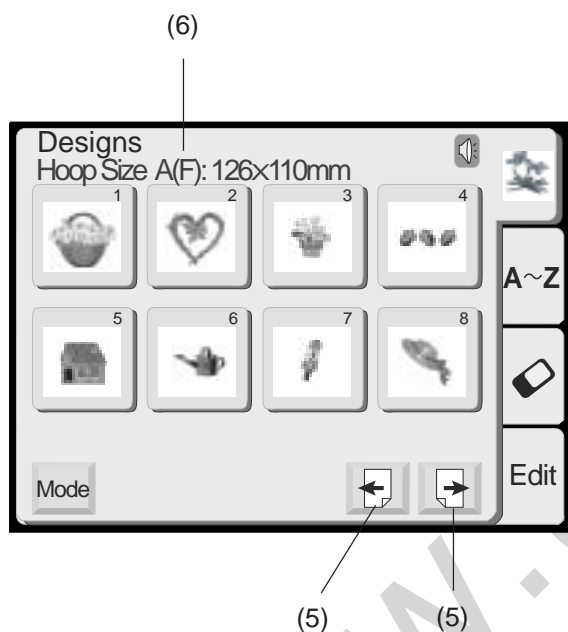 (6)
Designs
Hoop Size A(F): 126×110mm
1 2 3 4
A~Z
5 6 7 8
Mode
Edit
(5) (5)
w.